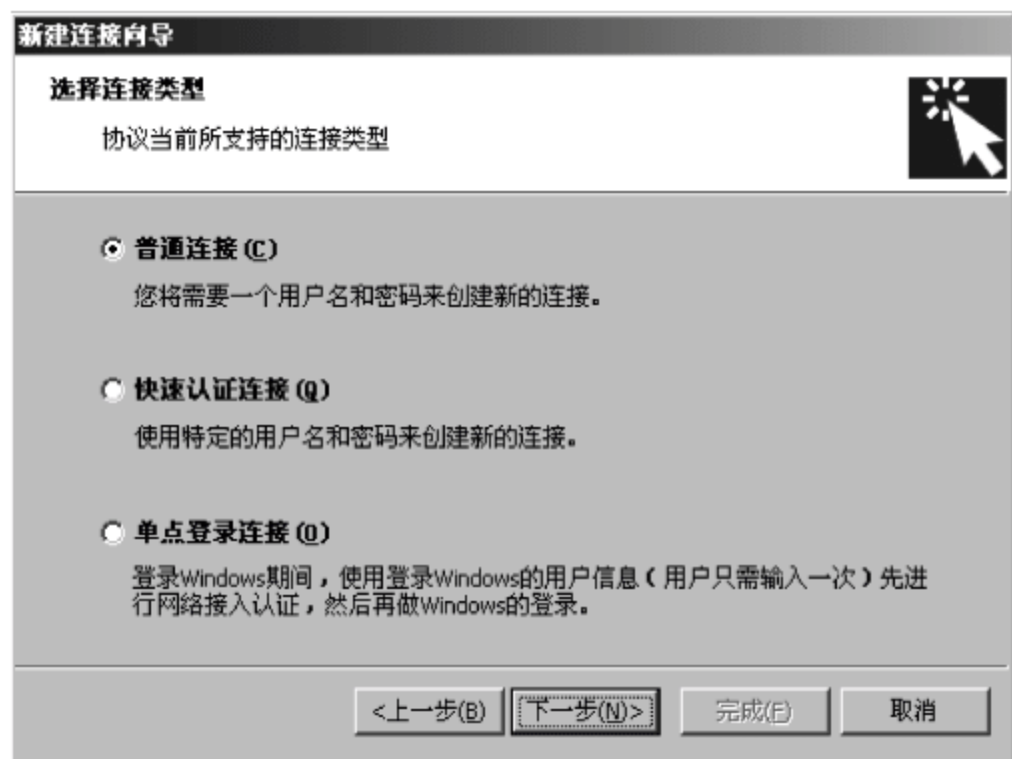 新建连接向导
选择连接类型
协议当前所支持的连接类型
普通连接(C)
您将需要一个用户名和密码来创建新的连接。
快速认证连接(Q)
使用特定的用户名和密码来创建新的连接。
单点登录连接(O)
登录Windows期间，使用登录Windows的用户信息（用户只需输入一次）先进
行网络接入认证，然后再做Windows的登录。
<上一步(B)
下一步(N)>
完成(F)
取消